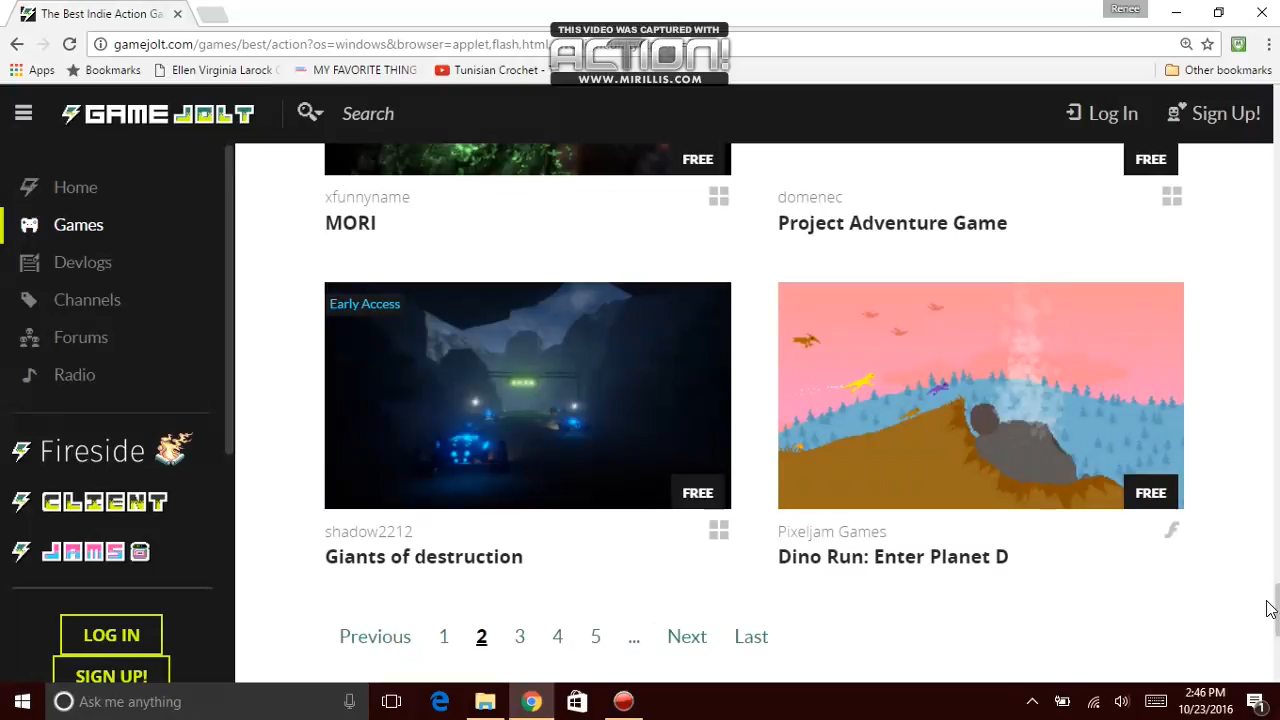 The Best Indie Action Ga
Renee
THIS VIDEO WAS CAPTURED WITH
ACTION!
WWW.MIRILLIS.COM
gamejolt.com/games/best/action?os=windows&browser=applet,flash,html
Apps
Bookmarks
Ellen Virginia Larock
MY FAVORITE THING
Tunisian Crochet -
Other bookmarks
GAME JOLT
Search
Log In
Sign Up!
FREE
FREE
Home
xfunnyname
domenec
Games
MORI
Project Adventure Game
Devlogs
Channels
Early Access
Forums
Radio
Fireside
CLIENT
FREE
FREE
JAMS
shadow2212
Pixeljam Games
Giants of destruction
Dino Run: Enter Planet D
LOG IN
Previous 1 2 3 4 5 ... Next Last
SIGN UP!
Ask me anything
2:46 PM
10/23/2016
1